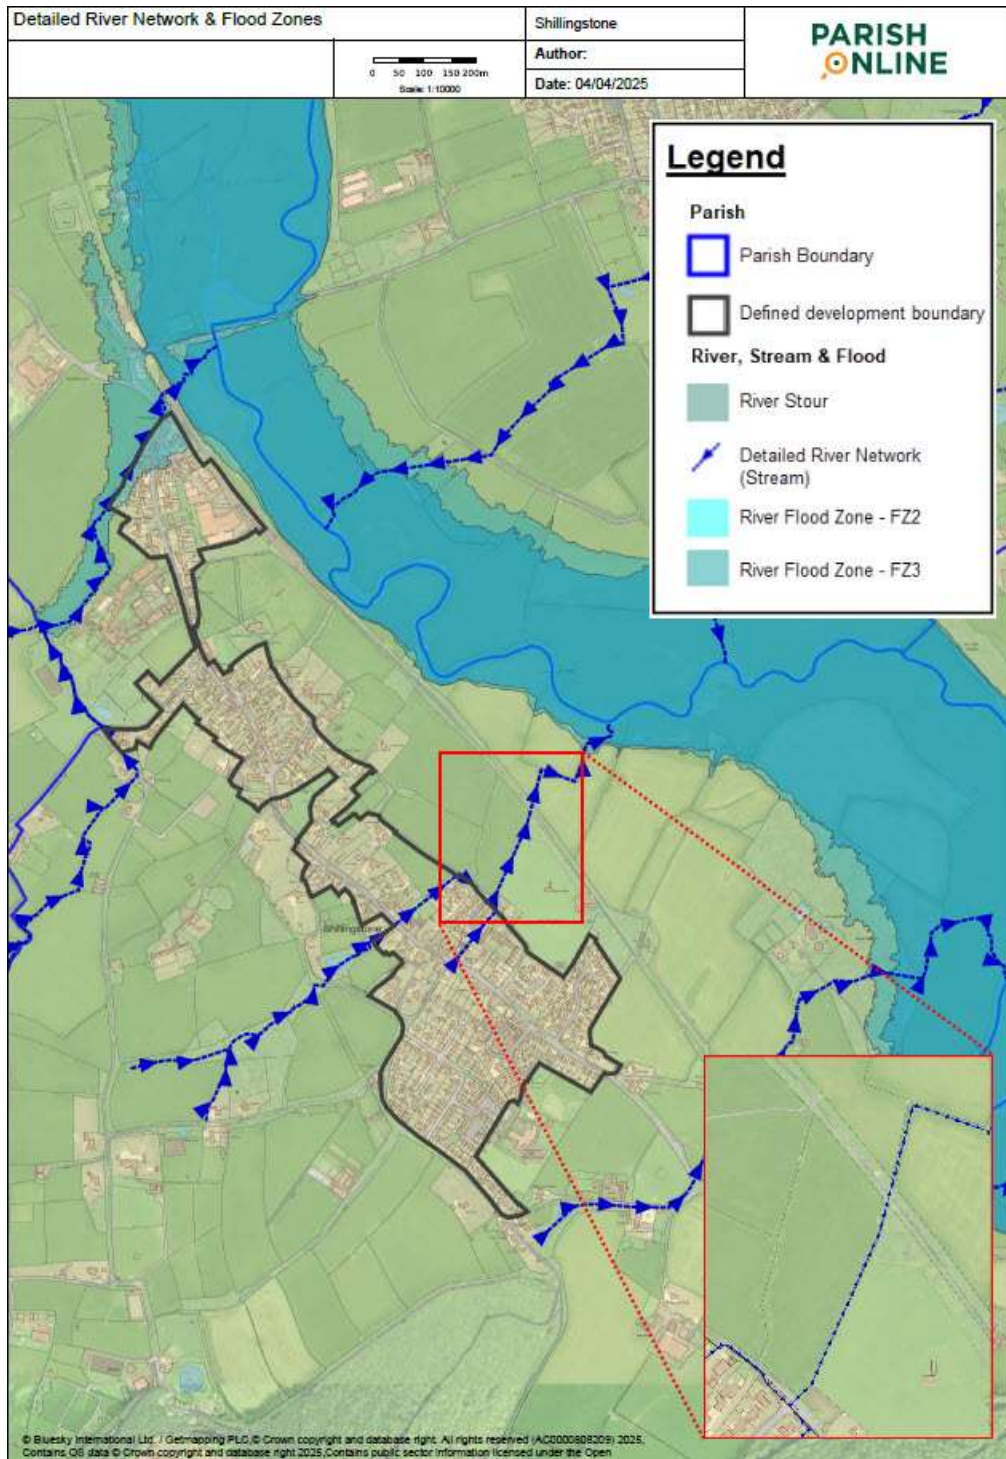 Detailed River Network & Flood Zones
Shillingstone
Author:
Date: 04/04/2025
PARISH
ONLINE
0 50 100 150 200m
Scale: 1:10000
Legend
Parish
Parish Boundary
Defined development boundary
River, Stream & Flood
River Stour
Detailed River Network
(Stream)
River Flood Zone - FZ2
River Flood Zone - FZ3
Shillingstone
© Bluesky International Ltd. / Getmapping PLC,© Crown copyright and database right. All rights reserved (AC0000808209) 2025,
Contains OS data © Crown copyright and database right 2025,Contains public sector information licensed under the Open